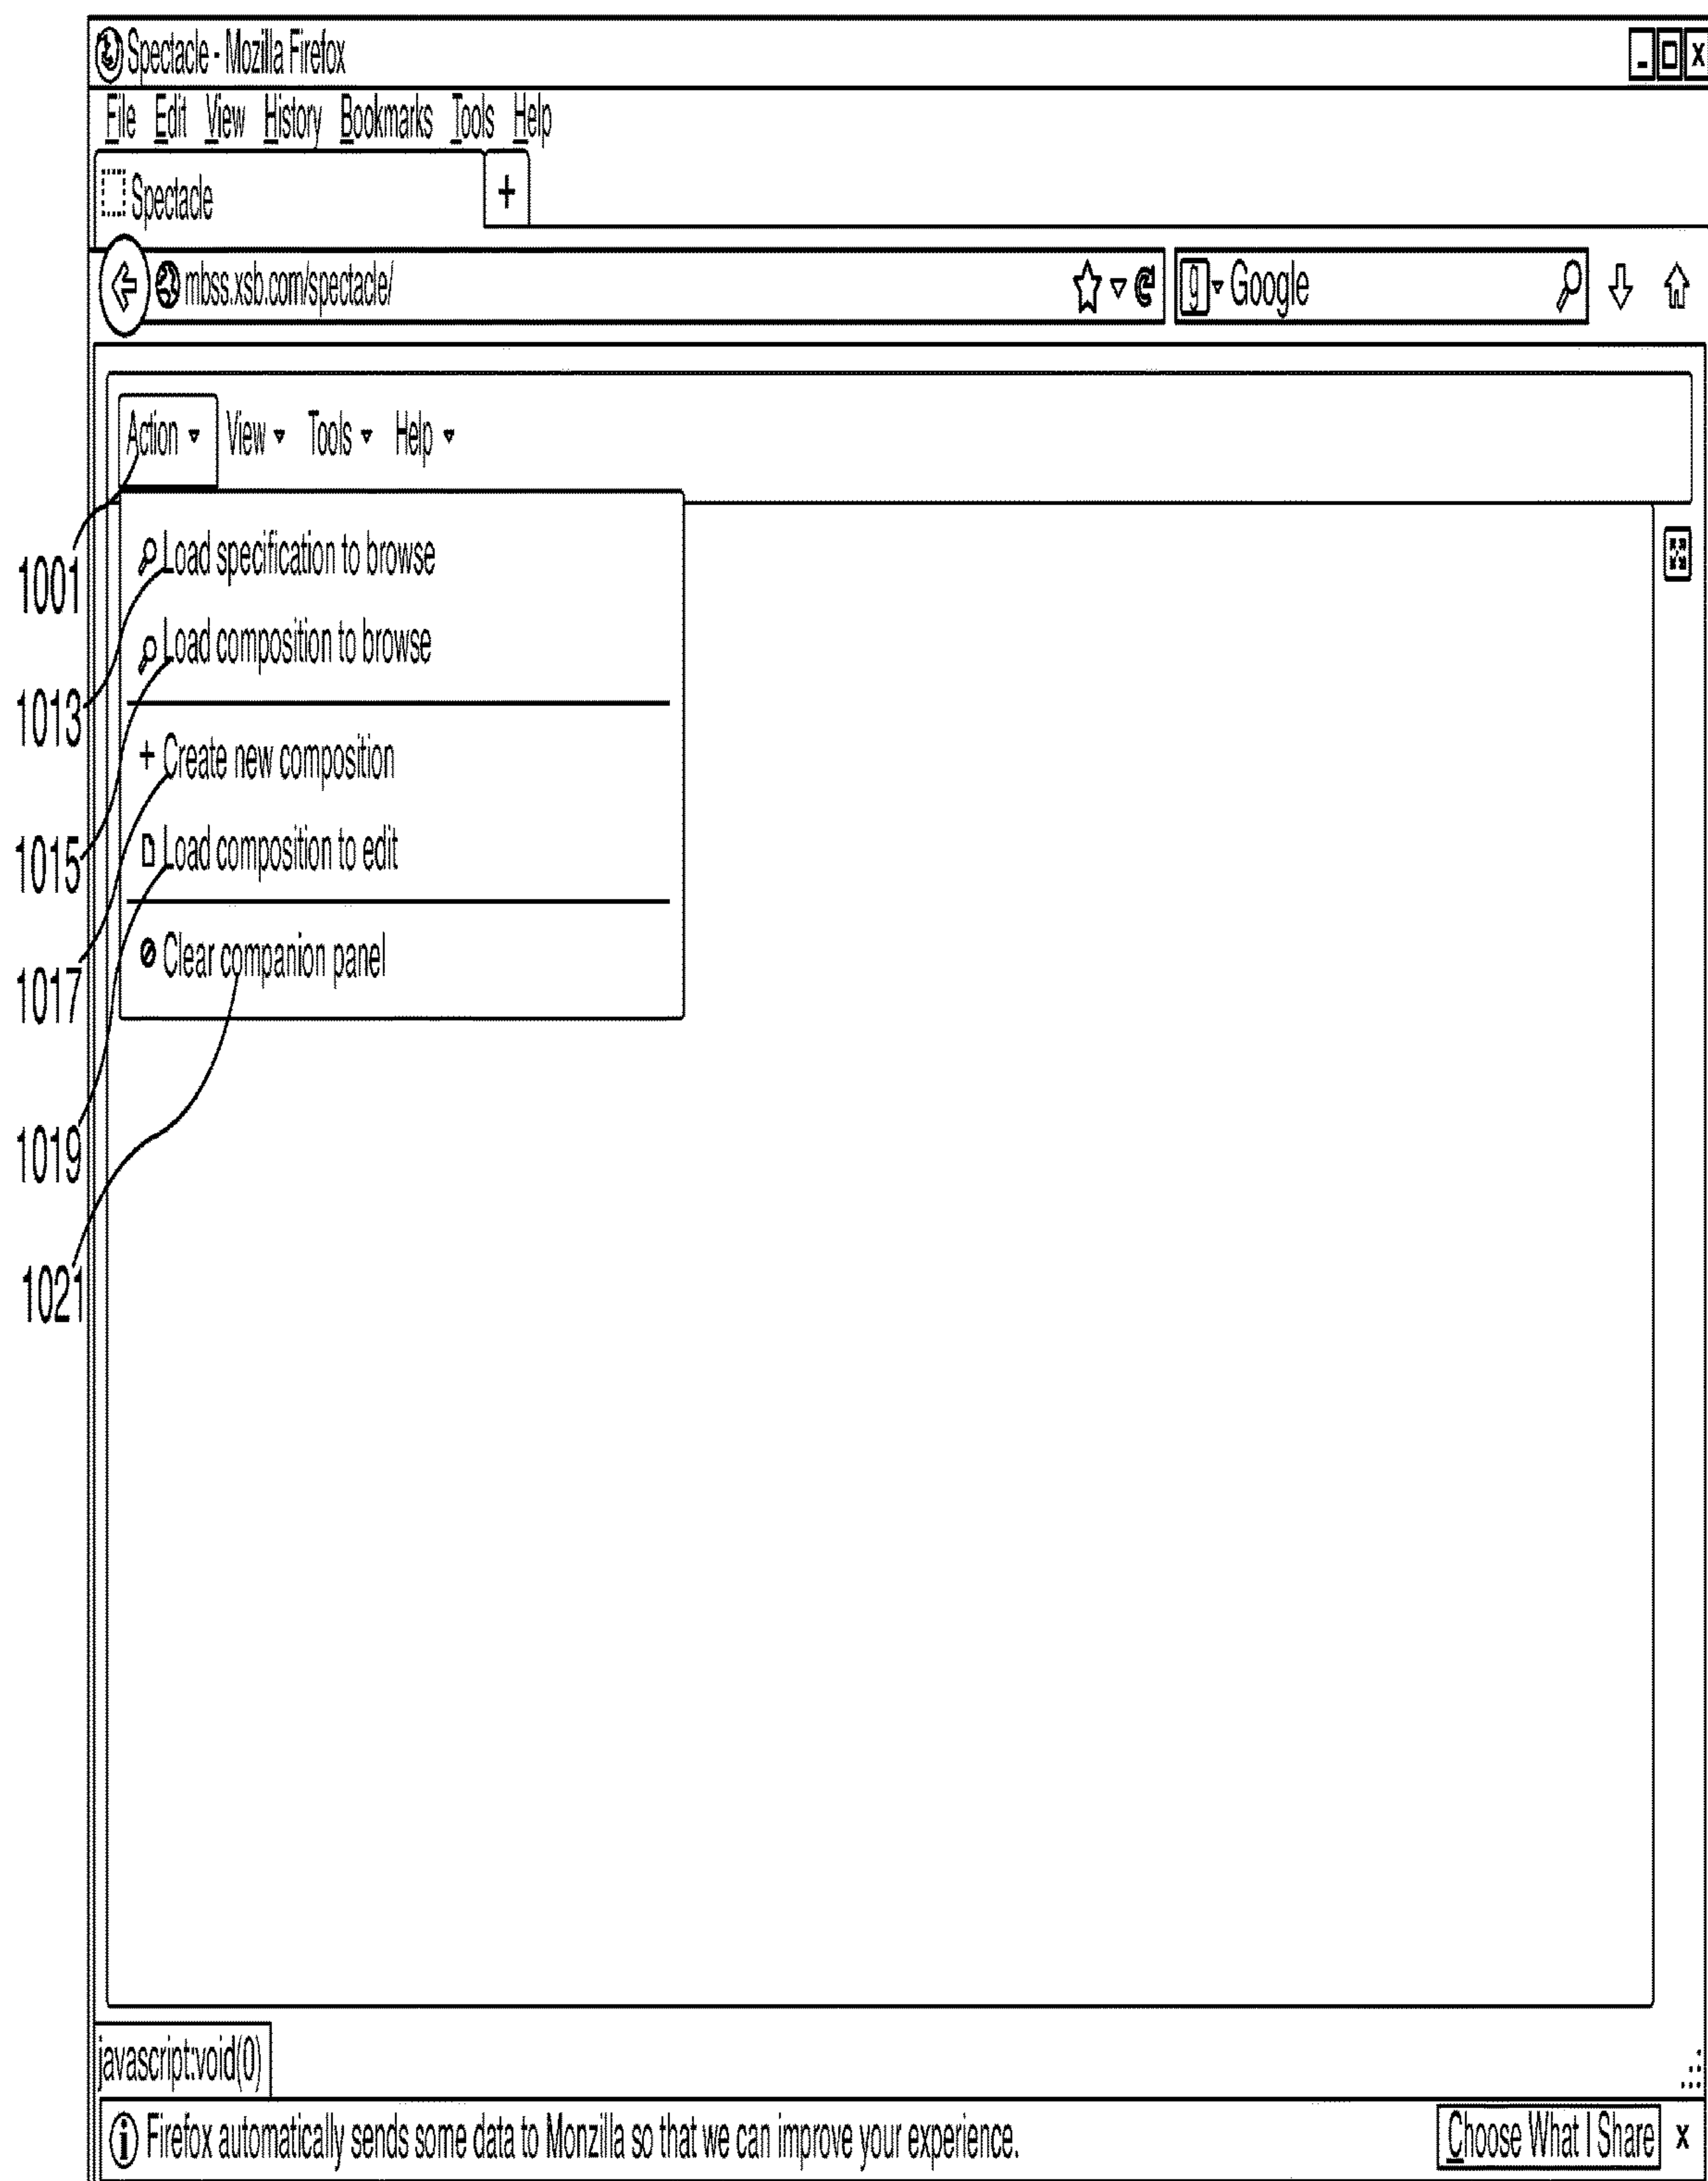 Spectacle - Mozilla Firefox
File Edit View History Bookmarks Tools Help
Spectacle +
mbss.xsb.com/spectacle/ g Google
Action View Tools Help
Load specification to browse
1001
Load composition to browse
1013
+ Create new composition
Load composition to edit
1015
Clear companion panel
1017
1019
1021
javascript:void(0)
Firefox automatically sends some data to Monzilla so that we can improve your experience. Choose What I Share x